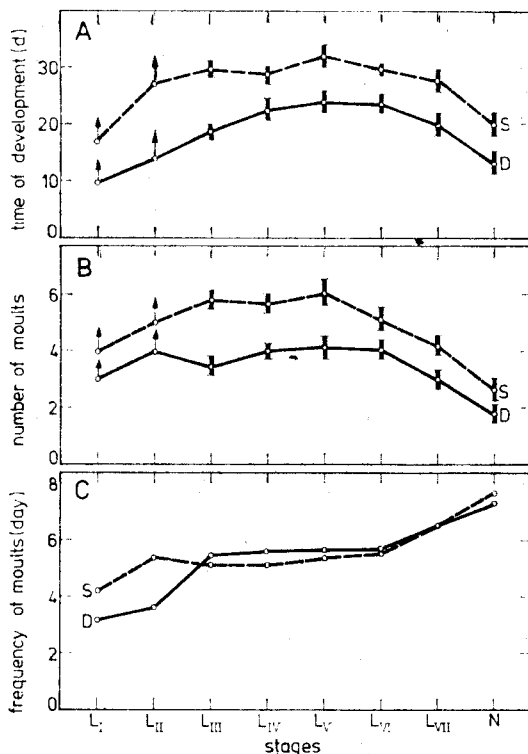 A
time of development (d)
30
20
10
0
S
D
B
number of moults
6
4
2
0
S
D
C
frequency of moults (day)
8
6
4
2
0
S
D
L_I L_II L_III L_IV L_V L_VI L_VII N
stages